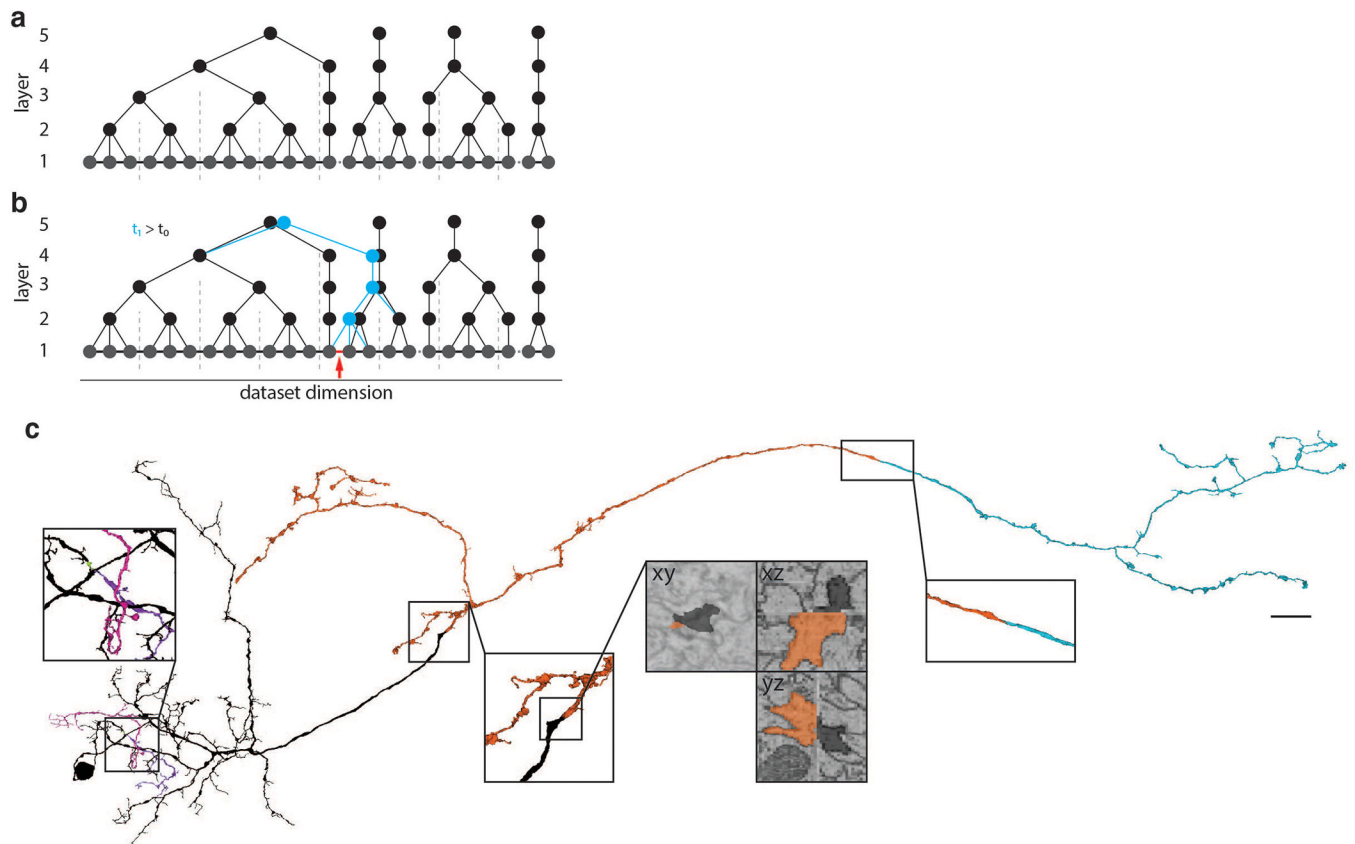 a
5
4
3
2
1
layer
b
t₁ > t₀
5
4
3
2
1
layer
dataset dimension
c
xy
xz
yz